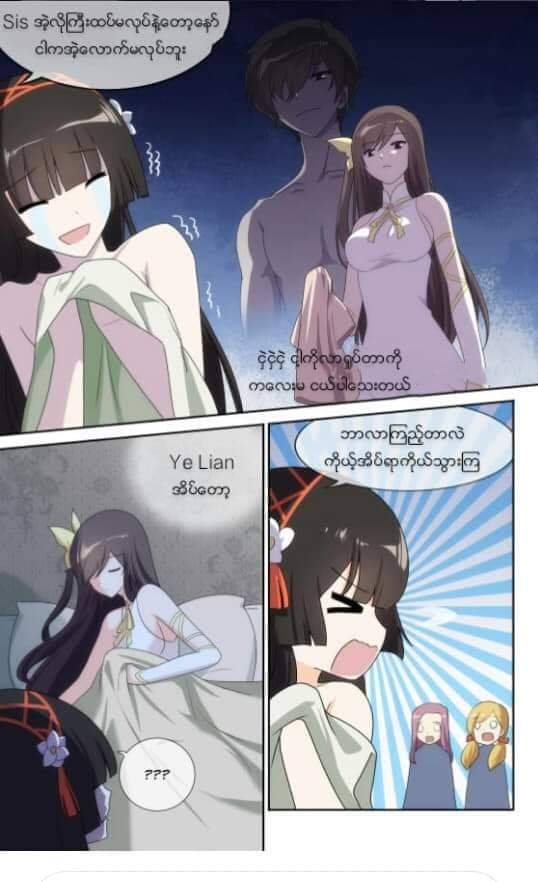 Sis အဲ့လိုကြီးထပ်မလုပ်နဲ့တော့နော်
ငါကအဲ့လောက်မလုပ်ဘူး
ငှဲငှဲငှဲ ငါ့ကိုလာရှုပ်တာကို
ကလေးမ ငယ်ပါသေးတယ်
Ye Lian
အိပ်တော့
???
ဘာလာကြည့်တာလဲ
ကိုယ့်အိပ်ရာကိုယ်သွားကြ